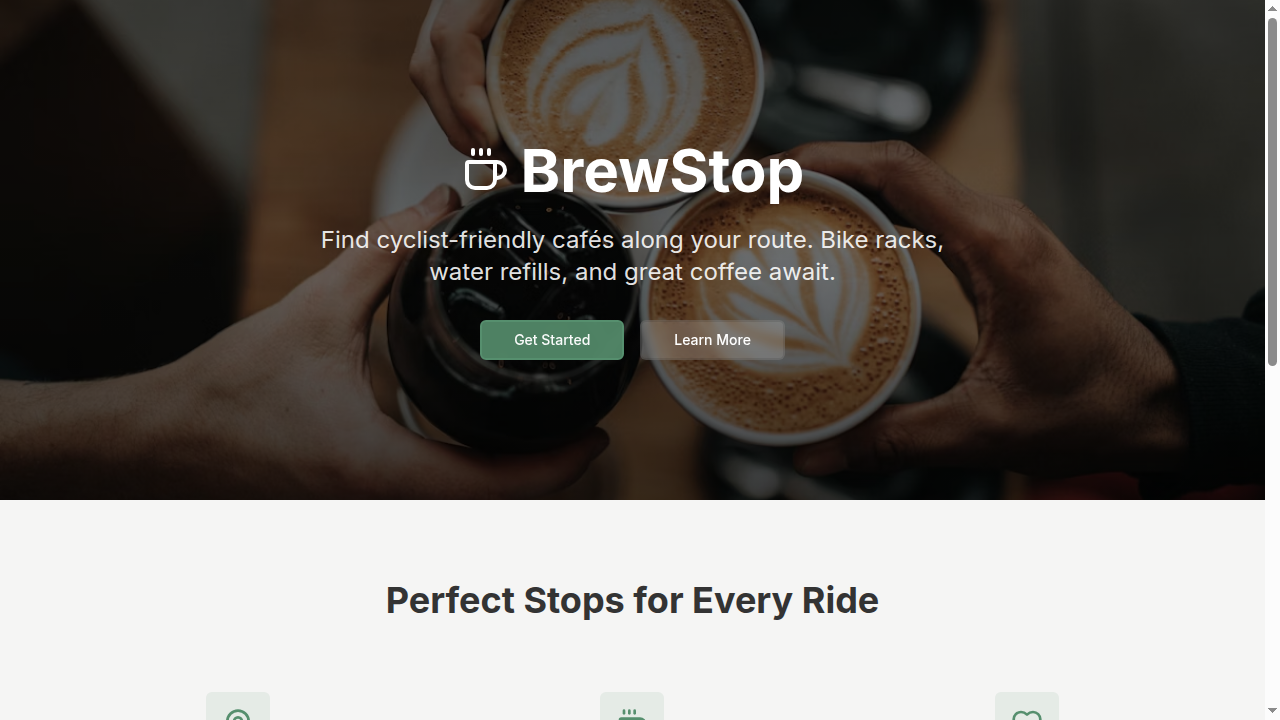 BrewStop
Find cyclist-friendly cafés along your route. Bike racks,
water refills, and great coffee await.
Get Started
Learn More
Perfect Stops for Every Ride